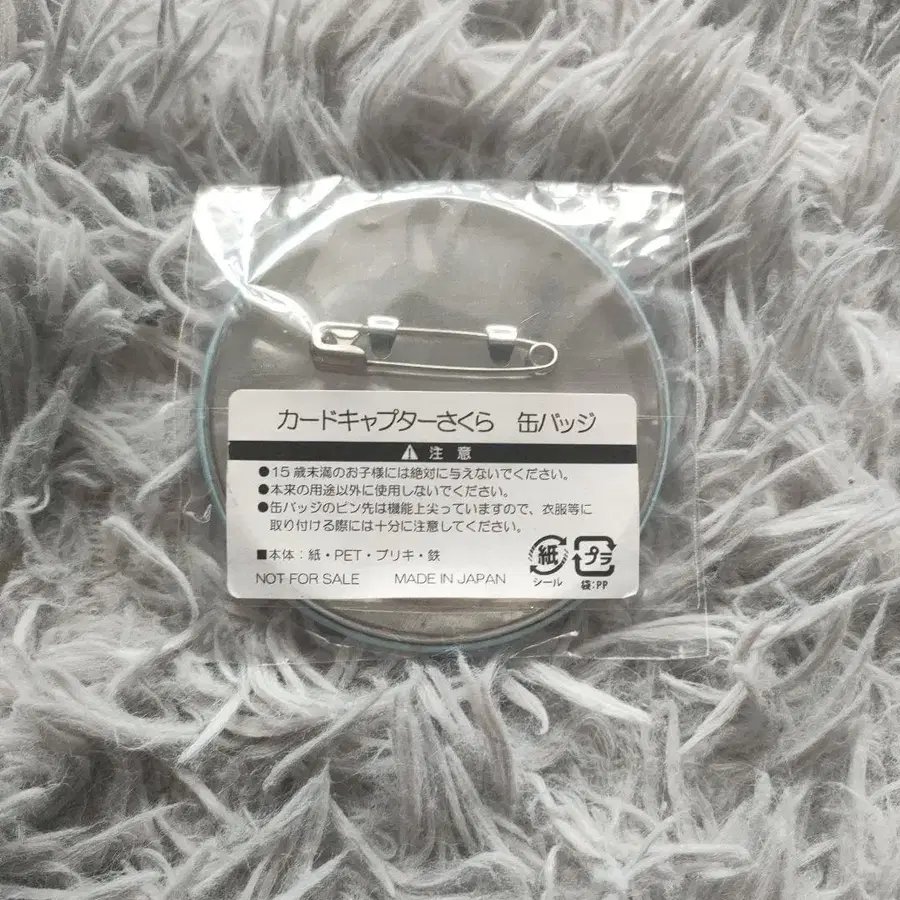 カードキャプターさくら 缶バッジ
注意
●15歳未満のお子様には絶対に与えないでください。
●本来の用途以外に使用しないでください。
●缶バッジのピン先は機能上尖っていますので、衣服等に
取り付ける際には十分に注意してください。
■本体：紙・PET・ブリキ・鉄
NOT FOR SALE MADE IN JAPAN
紙 プラ
シール 袋:PP